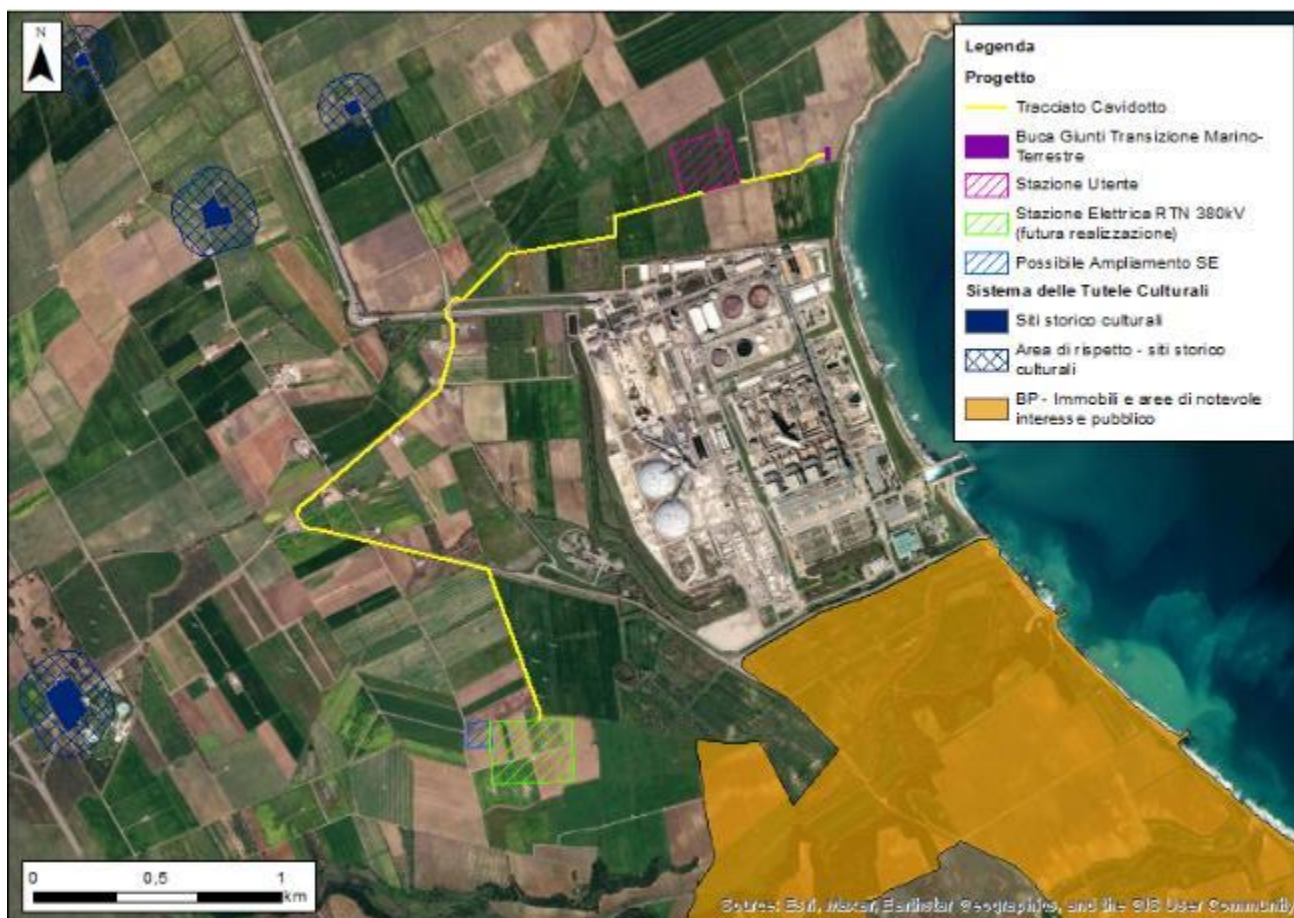 N
Legenda
Progetto
Tracciato Cavidotto
Buca Giunti Transizione Marino-
Terrestre
Stazione Utente
Stazione Elettrica RTN 380kV
(futura realizzazione)
Possibile Ampliamento SE
Sistema delle Tutele Culturali
Siti storico culturali
Area di rispetto - siti storico
culturali
BP - Immobili e aree di notevole
interesse pubblico
0 0,5 1
km
Source: Esri, Maxar, Earthstar Geographics, and the GIS User Community